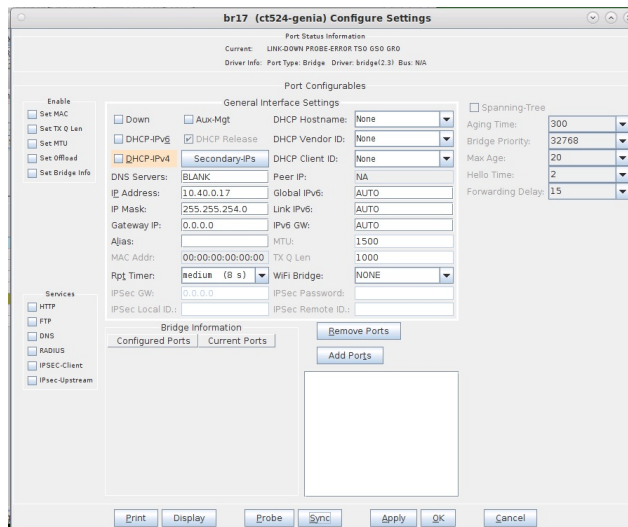 br17 (ct524-genia) Configure Settings
Port Status Information
Current: LINK-DOWN PROBE-ERROR TSO GSO GRO
Driver Info: Port Type: Bridge Driver: bridge(2.3) Bus: N/A
Port Configurables
Enable
Set MAC
Set TX Q Len
Set MTU
Set Offload
Set Bridge Info
Services
HTTP
FTP
DNS
RADIUS
IPSEC-Client
IPsec-Upstream
General Interface Settings
Down Aux-Mgt DHCP Hostname: None
DHCP-IPv6 DHCP Release DHCP Vendor ID: None
DHCP-IPv4 Secondary-IPs DHCP Client ID: None
DNS Servers: BLANK Peer IP: NA
IP Address: 10.40.0.17 Global IPv6: AUTO
IP Mask: 255.255.254.0 Link IPv6: AUTO
Gateway IP: 0.0.0.0 IPv6 GW: AUTO
Alias: MTU: 1500
MAC Addr: 00:00:00:00:00:00 TX Q Len 1000
Rpt Timer: medium (8 s) WiFi Bridge: NONE
IPSec GW: 0.0.0.0 IPSec Password:
IPSec Local ID.: IPSec Remote ID.:
Spanning-Tree
Aging Time: 300
Bridge Priority: 32768
Max Age: 20
Hello Time: 2
Forwarding Delay: 15
Bridge Information
Configured Ports Current Ports
Remove Ports
Add Ports
Print Display Probe Sync Apply OK Cancel